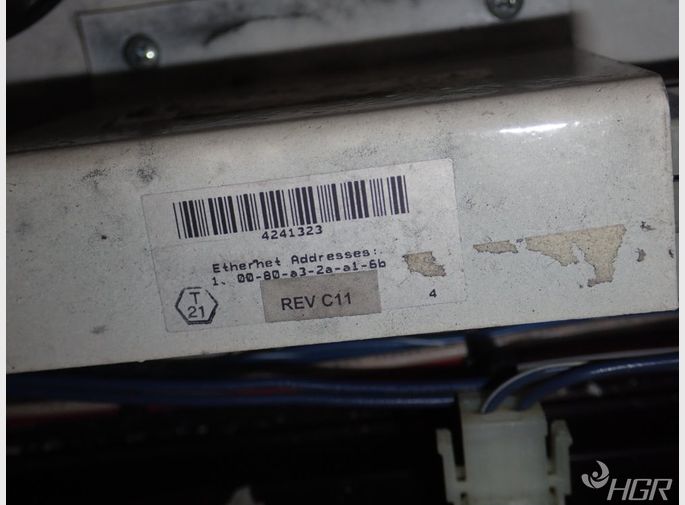 4241323
Ethernet Addresses:
1. 00-80-a3-2a-a1-6b
T
21
REV C11
4
HGR